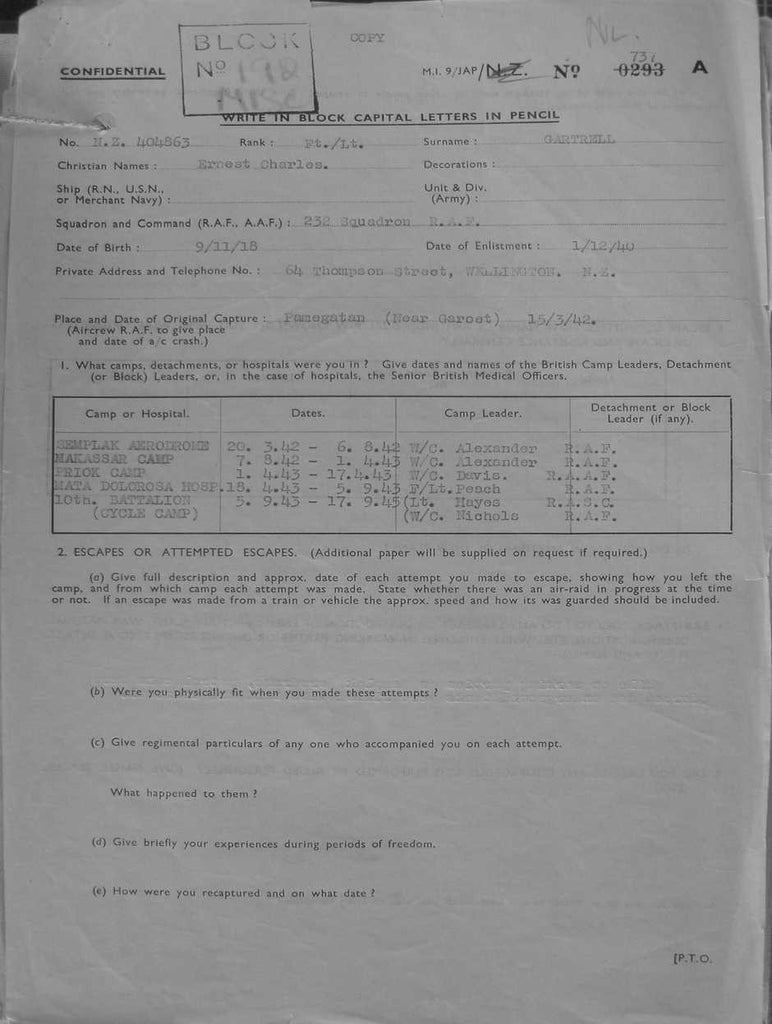 BLOCK
COPY
NL.
CONFIDENTIAL
Nº 198
M.I. 9/JAP/N.Z. Nº 0293 A
737
MISC
WRITE IN BLOCK CAPITAL LETTERS IN PENCIL
No. N.Z. 404863 Rank : Ft./Lt. Surname : GARTRELL
Christian Names : Ernest Charles. Decorations :
Ship (R.N., U.S.N., or Merchant Navy) : Unit & Div. (Army) :
Squadron and Command (R.A.F., A.A.F.) : 232 Squadron R.A.F.
Date of Birth : 9/11/18 Date of Enlistment : 1/12/40
Private Address and Telephone No. : 64 Thompson Street, WELLINGTON. N.Z.
Place and Date of Original Capture : Pamegatan (Near Garoet) 15/3/42.
(Aircrew R.A.F. to give place
and date of a/c crash.)
1. What camps, detachments, or hospitals were you in ? Give dates and names of the British Camp Leaders, Detachment
(or Block) Leaders, or, in the case of hospitals, the Senior British Medical Officers.
Camp or Hospital. Dates. Camp Leader. Detachment or Block Leader (if any).
SEMPLAK AERODROME 20. 3.42 – 6. 8.42 W/C. Alexander R.A.F.
MAKASSAR CAMP 7. 8.42 – 1. 4.43 W/C. Alexander R.A.F.
PRIOK CAMP 1. 4.43 – 17.4.43 W/C. Davis. R.A.A.F.
MATA DOLOROSA HOSP. 18. 4.43 – 5. 9.43 F/Lt. Peach R.A.F.
10th. BATTALION 5. 9.43 – 17. 9.45 (Lt. Hayes R.A.S.C.
(CYCLE CAMP) (W/C. Nichols R.A.F.
2. ESCAPES OR ATTEMPTED ESCAPES. (Additional paper will be supplied on request if required.)
(a) Give full description and approx. date of each attempt you made to escape, showing how you left the
camp, and from which camp each attempt was made. State whether there was an air-raid in progress at the time
or not. If an escape was made from a train or vehicle the approx. speed and how its was guarded should be included.
(b) Were you physically fit when you made these attempts ?
(c) Give regimental particulars of any one who accompanied you on each attempt.
What happened to them ?
(d) Give briefly your experiences during periods of freedom.
(e) How were you recaptured and on what date ?
[P.T.O.